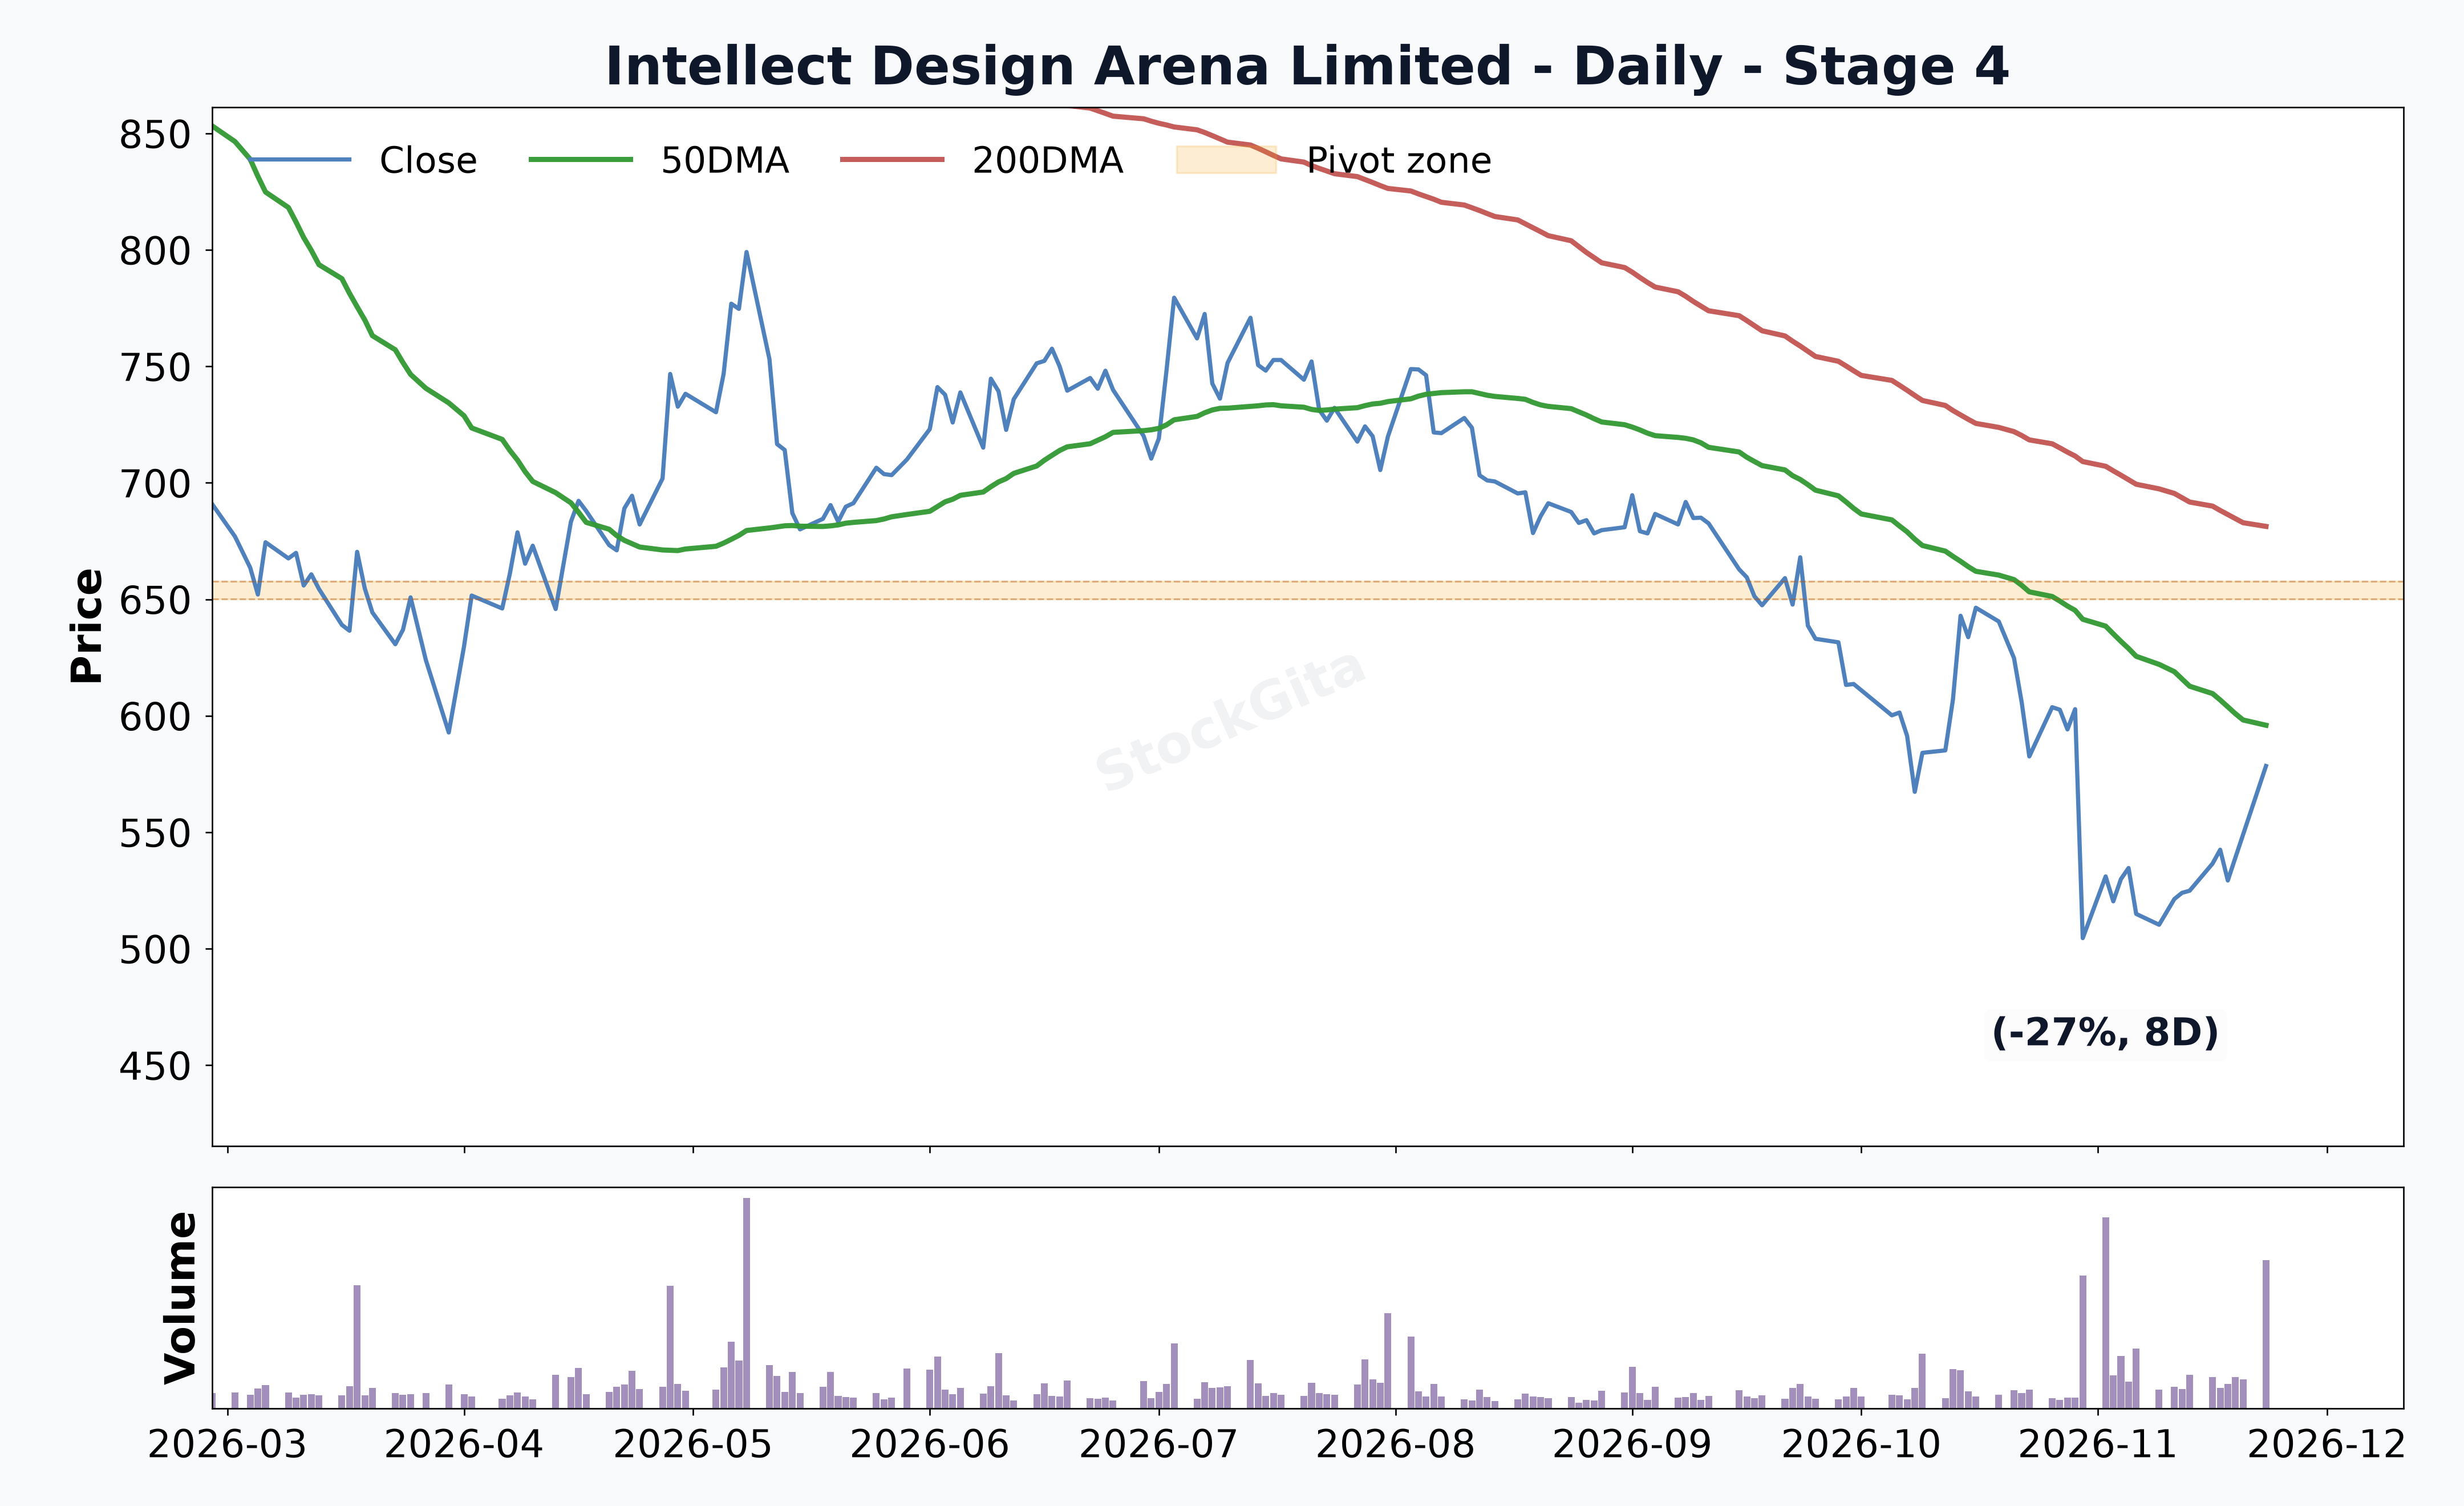 Intellect Design Arena Limited - Daily - Stage 4
Close 50DMA 200DMA Pivot zone
850
800
750
700
650
600
550
500
450
Price
StockGita
(-27%, 8D)
Volume
2026-03 2026-04 2026-05 2026-06 2026-07 2026-08 2026-09 2026-10 2026-11 2026-12